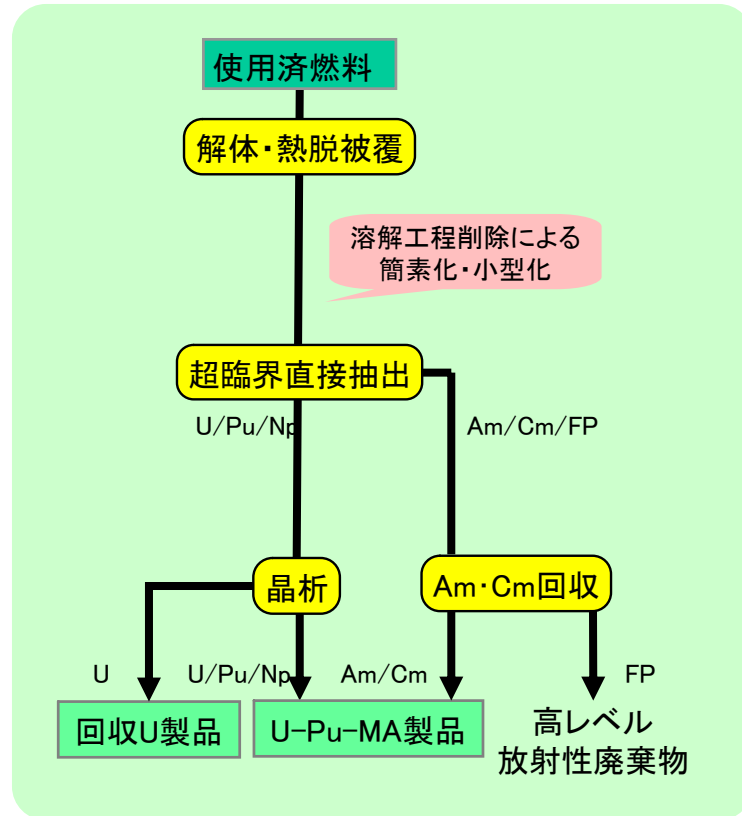 使用済燃料
解体・熱脱被覆
溶解工程削除による
簡素化・小型化
超臨界直接抽出
U/Pu/Np
Am/Cm/FP
晶析
Am・Cm回収
U
U/Pu/Np
Am/Cm
FP
回収U製品
U-Pu-MA製品
高レベル
放射性廃棄物